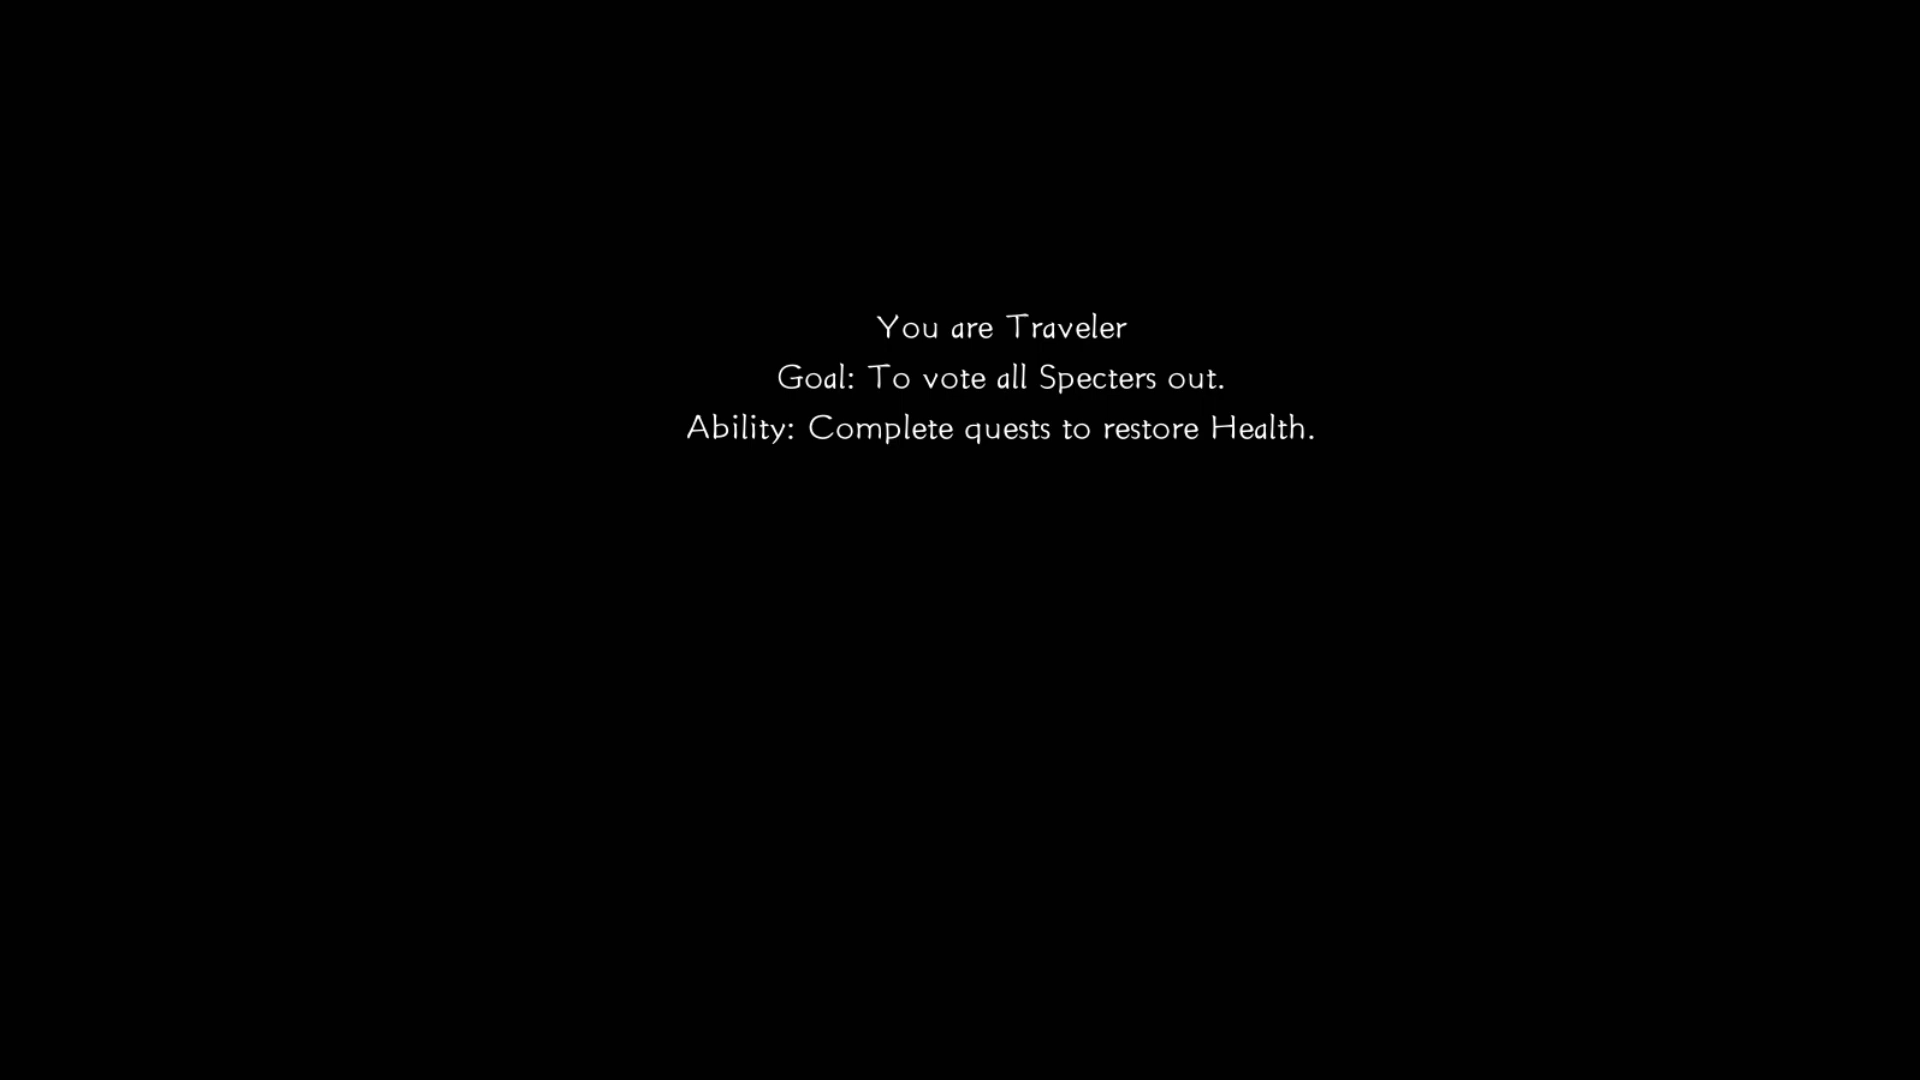 You are Traveler
Goal: To vote all Specters out.
Ability: Complete quests to restore Health.